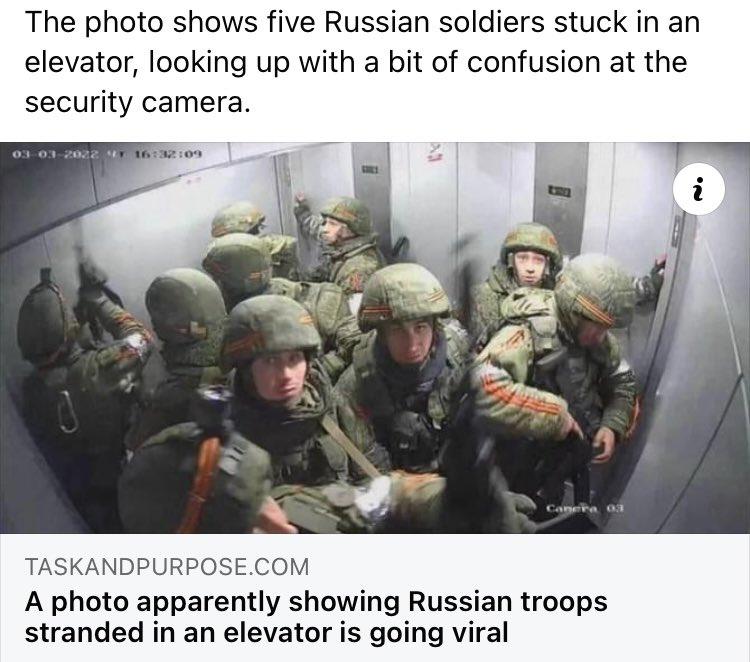 The photo shows five Russian soldiers stuck in an
elevator, looking up with a bit of confusion at the
security camera.
03-03-2022 Чт 16:32:09
i
Camera 03
TASKANDPURPOSE.COM
A photo apparently showing Russian troops
stranded in an elevator is going viral